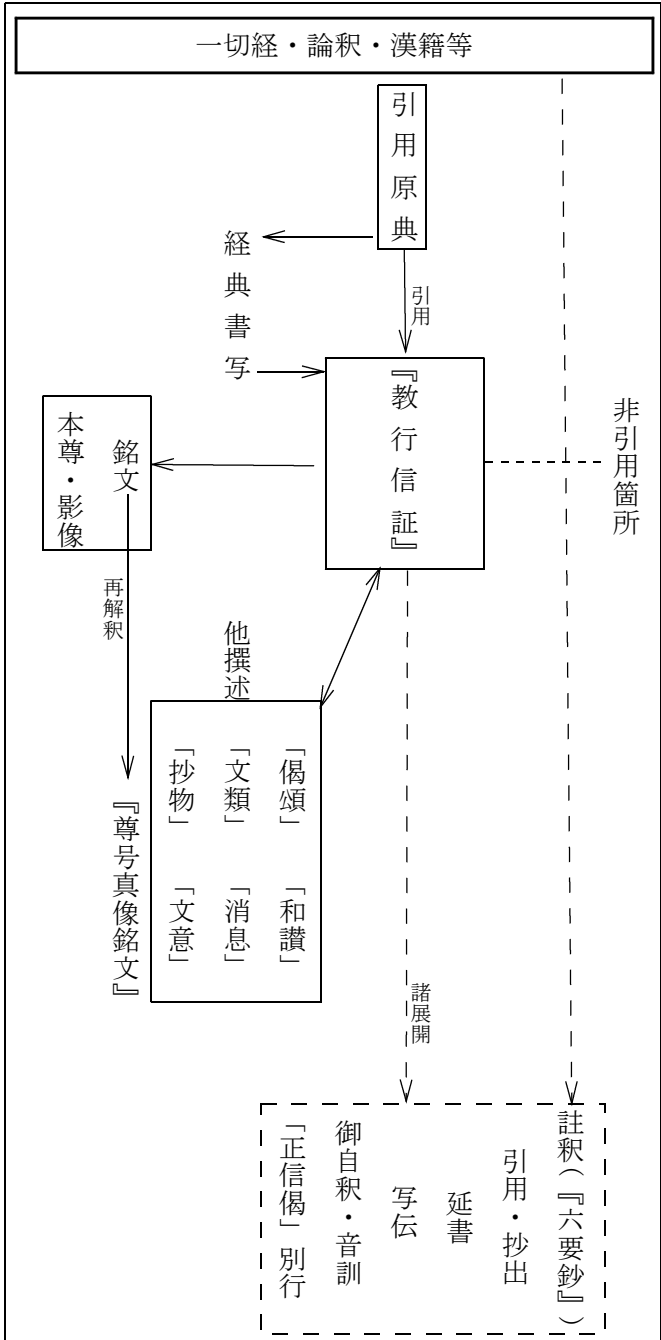 一切経・論釈・漢籍等
引用原典
引用
経典書写
『教行信証』
非引用箇所
銘文
本尊・影像
再解釈
『尊号真像銘文』
他撰述
「偈頌」「和讃」
「文類」「消息」
「抄物」「文意」
諸展開
註釈(『六要鈔』)
引用・抄出
延書
写伝
御自釈・音訓
「正信偈」別行